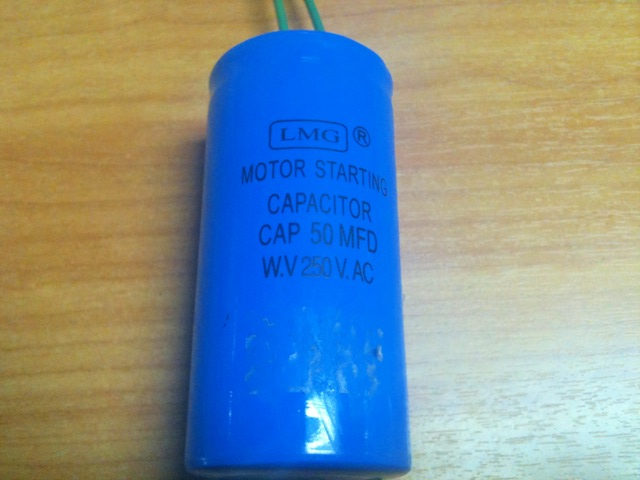 LMG ®
MOTOR STARTING
CAPACITOR
CAP 50 MFD
W.V 250 V. AC